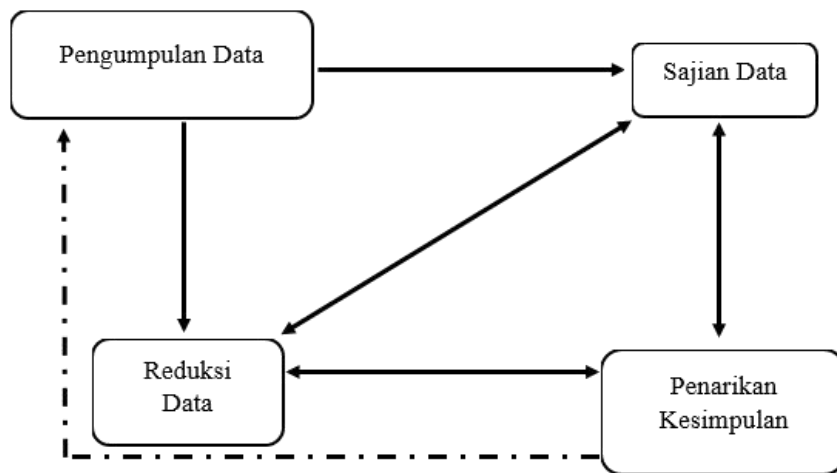 Pengumpulan Data
Sajian Data
Reduksi
Data
Penarikan
Kesimpulan